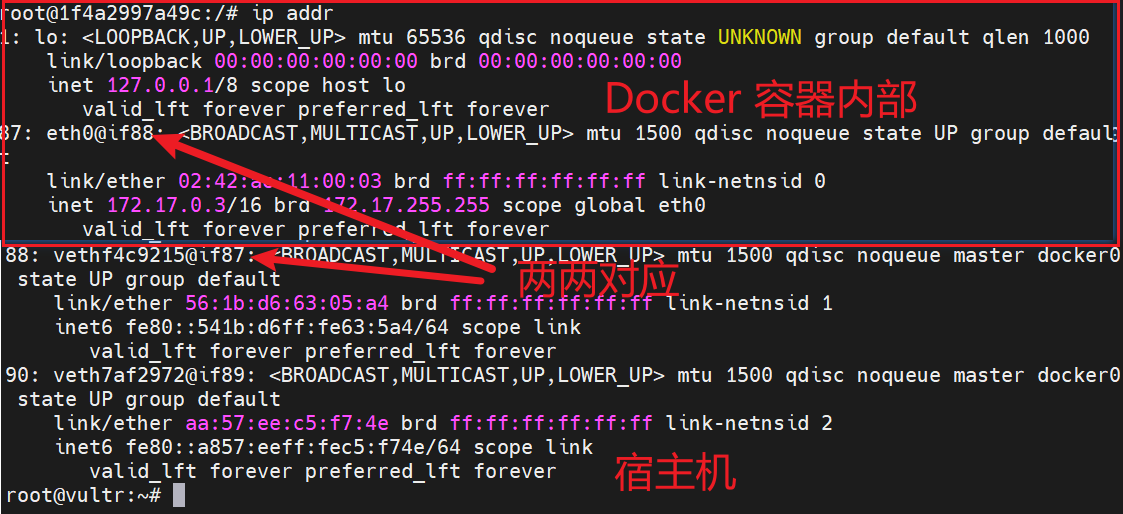 root@1f4a2997a49c:/# ip addr
1: lo: <LOOPBACK,UP,LOWER_UP> mtu 65536 qdisc noqueue state UNKNOWN group default qlen 1000
link/loopback 00:00:00:00:00:00 brd 00:00:00:00:00:00
inet 127.0.0.1/8 scope host lo
valid_lft forever preferred_lft forever
Docker 容器内部
87: eth0@if88: <BROADCAST,MULTICAST,UP,LOWER_UP> mtu 1500 qdisc noqueue state UP group defaul
t
link/ether 02:42:ac:11:00:03 brd ff:ff:ff:ff:ff:ff link-netnsid 0
inet 172.17.0.3/16 brd 172.17.255.255 scope global eth0
valid_lft forever preferred_lft forever
88: vethf4c9215@if87: <BROADCAST,MULTICAST,UP,LOWER_UP> mtu 1500 qdisc noqueue master docker0
state UP group default
两两对应
link/ether 56:1b:d6:63:05:a4 brd ff:ff:ff:ff:ff:ff link-netnsid 1
inet6 fe80::541b:d6ff:fe63:5a4/64 scope link
valid_lft forever preferred_lft forever
90: veth7af2972@if89: <BROADCAST,MULTICAST,UP,LOWER_UP> mtu 1500 qdisc noqueue master docker0
state UP group default
link/ether aa:57:ee:c5:f7:4e brd ff:ff:ff:ff:ff:ff link-netnsid 2
inet6 fe80::a857:eeff:fec5:f74e/64 scope link
valid_lft forever preferred_lft forever
宿主机
root@vultr:~#